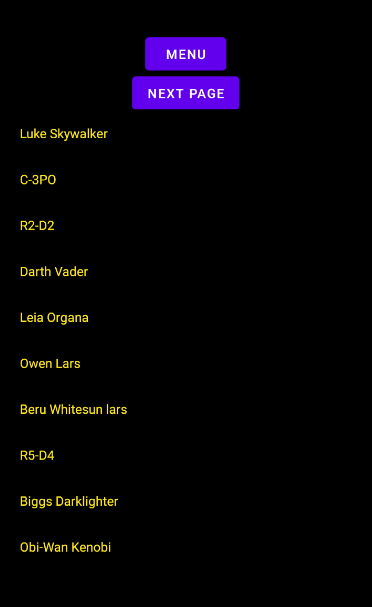 MENU
NEXT PAGE
Luke Skywalker
C-3PO
R2-D2
Darth Vader
Leia Organa
Owen Lars
Beru Whitesun lars
R5-D4
Biggs Darklighter
Obi-Wan Kenobi